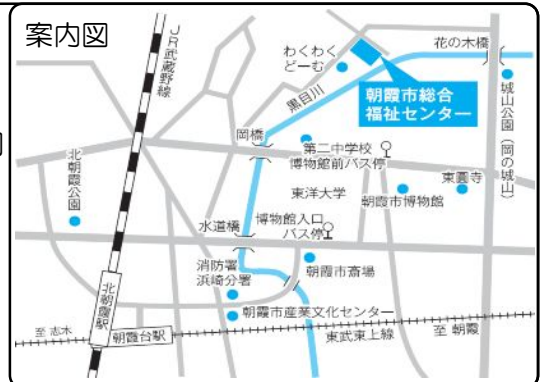 案内図
JR武蔵野線
わくわく
どーむ
花の木橋
黒目川
朝霞市総合
福祉センター
城山公園(岡の城山)
岡橋
第二中学校
博物館前バス停
北朝霞公園
東洋大学
東圓寺
朝霞市博物館
水道橋
博物館入口
バス停
消防署
浜崎分署
朝霞市斎場
北朝霞駅
朝霞市産業文化センター
至 志木
朝霞台駅
東武東上線
至 朝霞